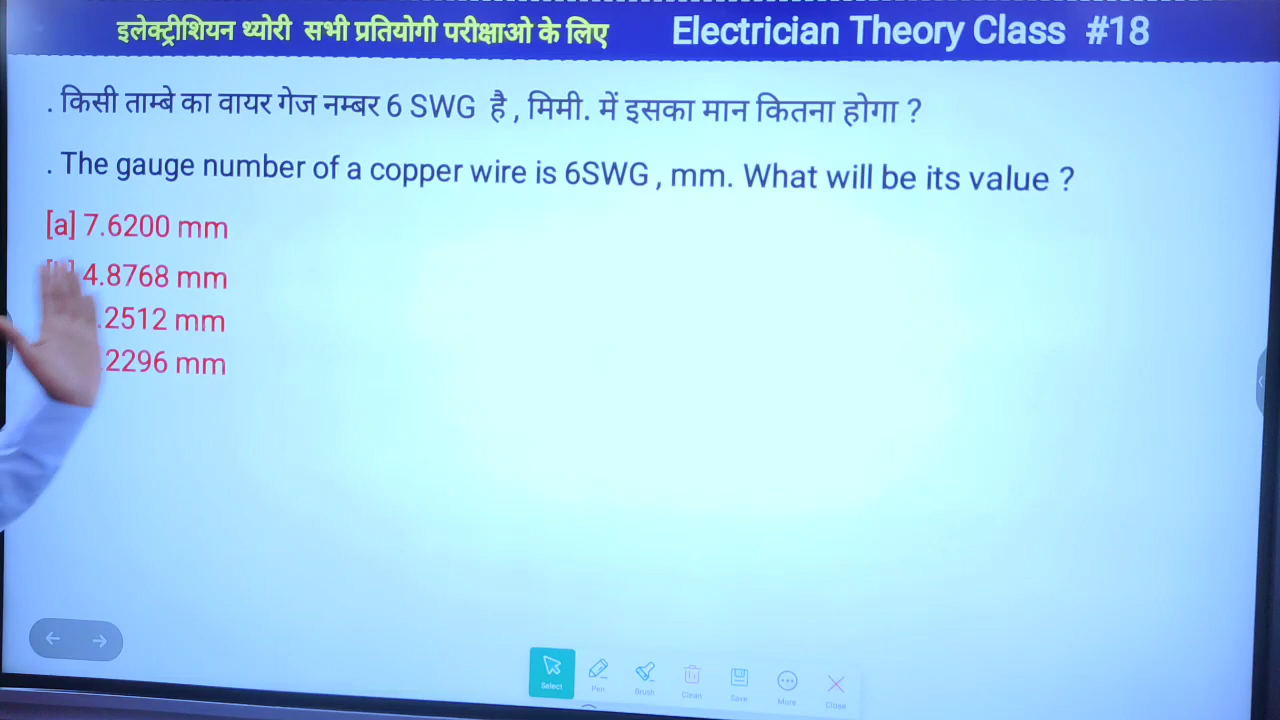 इलेक्ट्रीशियन थ्योरी सभी प्रतियोगी परीक्षाओ के लिए Electrician Theory Class #18
. किसी ताम्बे का वायर गेज नम्बर 6 SWG है , मिमी. में इसका मान कितना होगा ?
. The gauge number of a copper wire is 6SWG , mm. What will be its value ?
[a] 7.6200 mm
4.8768 mm
.2512 mm
.2296 mm
Select Pen Brush Clean Save More Close